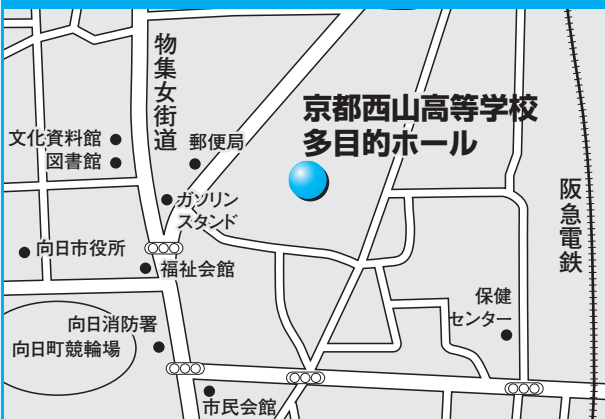 物集女街道
京都西山高等学校
多目的ホール
文化資料館
図書館
郵便局
ガソリン
スタンド
阪急電鉄
向日市役所
福祉会館
保健
センター
向日消防署
向日町競輪場
市民会館